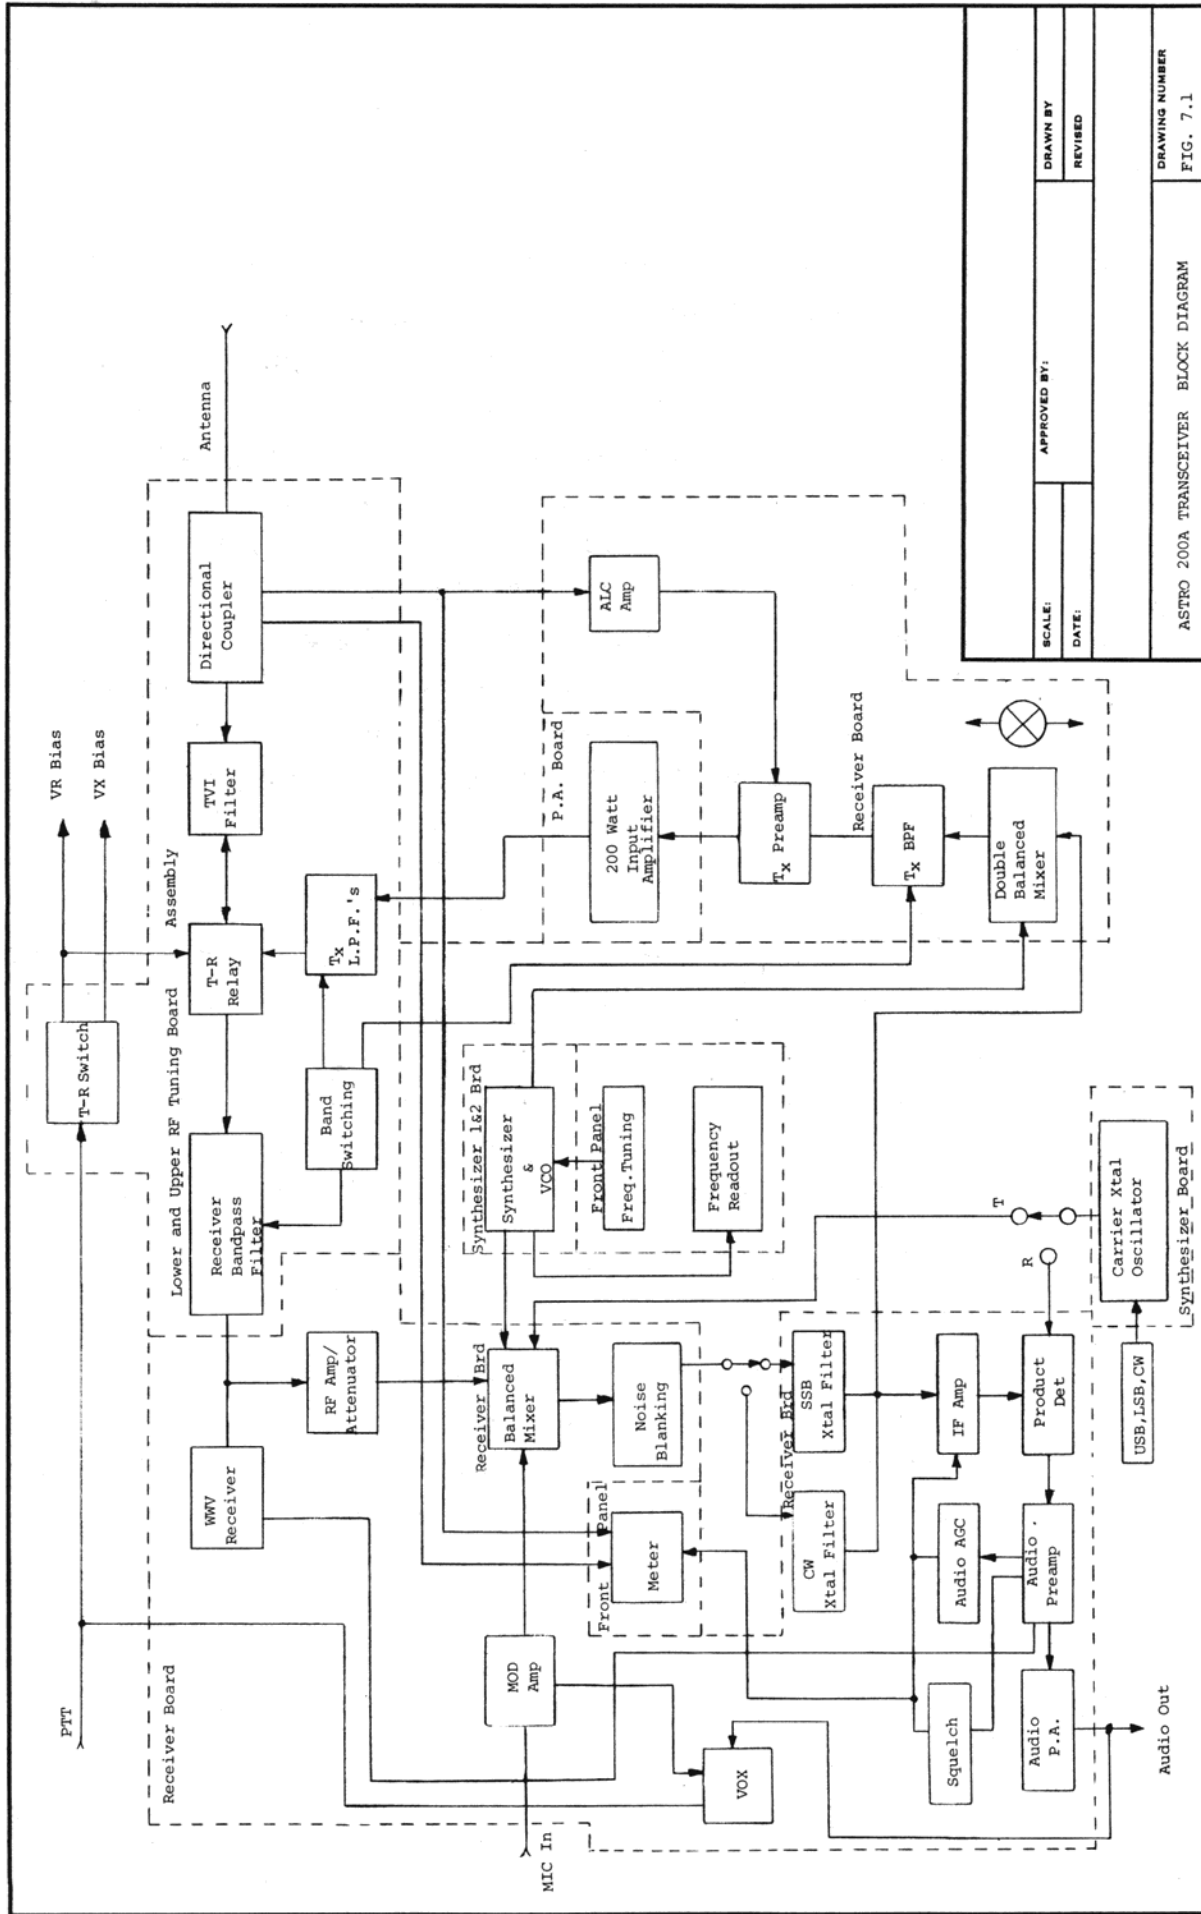 PTT
Receiver Board
MIC In
WWV
Receiver
MOD
Amp
VOX
Squelch
Audio
P.A.
Audio Out
Audio AGC
Audio
Preamp
Front Panel
Meter
CW
Xtal Filter
RF Amp/
Attenuator
Receiver Brd
Balanced
Mixer
Noise
Blanking
Receiver Brd
SSB
Xtal Filter
IF Amp
Product
Det
USB,LSB,CW
T-R Switch
VR Bias
VX Bias
Lower and Upper RF Tuning Board Assembly
Receiver
Bandpass
Filter
Band
Switching
T-R
Relay
Tx
L.P.F.'s
TVI
Filter
Directional
Coupler
Antenna
Synthesizer 1&2 Brd
Synthesizer
&
VCO
Front Panel
Freq.Tuning
Frequency
Readout
R
T
Carrier Xtal
Oscillator
Synthesizer Board
P.A. Board
200 Watt
Input
Amplifier
ALC
Amp
Tx Preamp
Receiver Board
Tx BPF
Double
Balanced
Mixer
SCALE:
APPROVED BY:
DRAWN BY
DATE:
REVISED
ASTRO 200A TRANSCEIVER BLOCK DIAGRAM
DRAWING NUMBER
FIG. 7.1